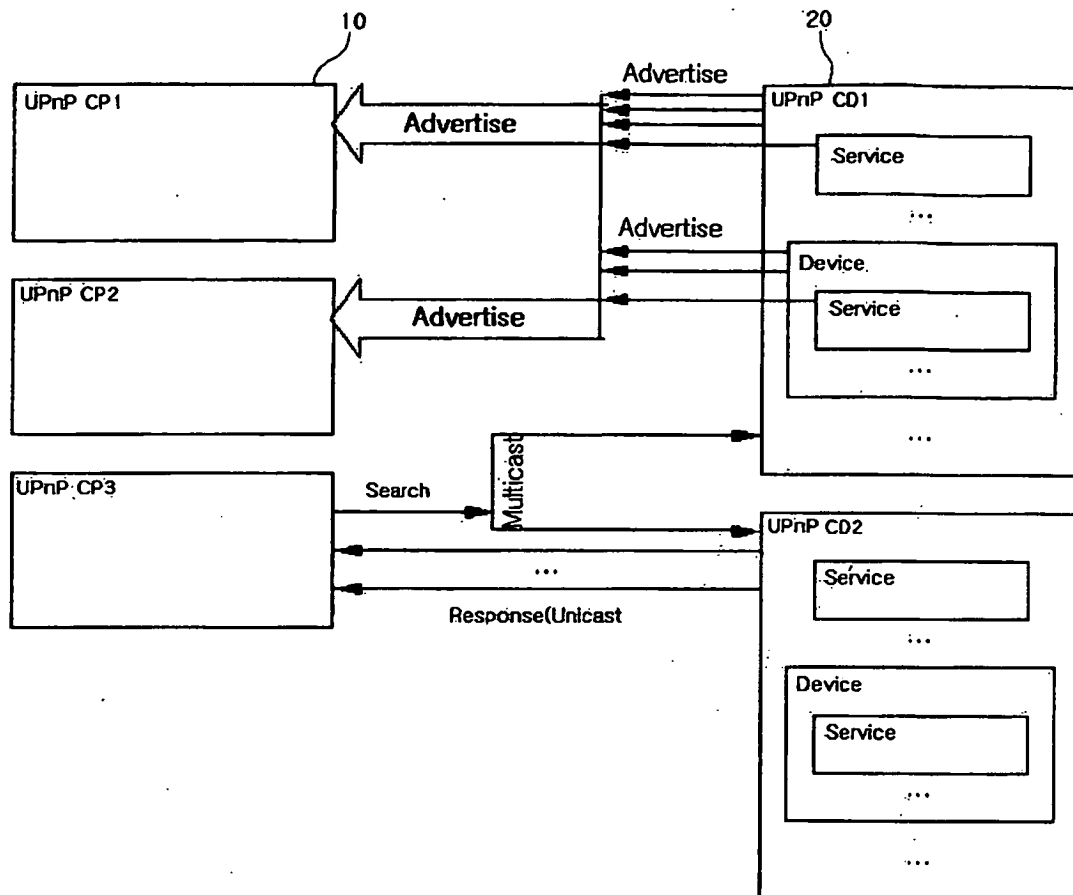 10
20
UPnP CP1
Advertise
Advertise
UPnP CD1
Service
...
Advertise
Device
Service
...
...
UPnP CP2
Advertise
UPnP CP3
Search
Multicast
...
Response(Unicast
UPnP CD2
Service
...
Device
Service
...
...